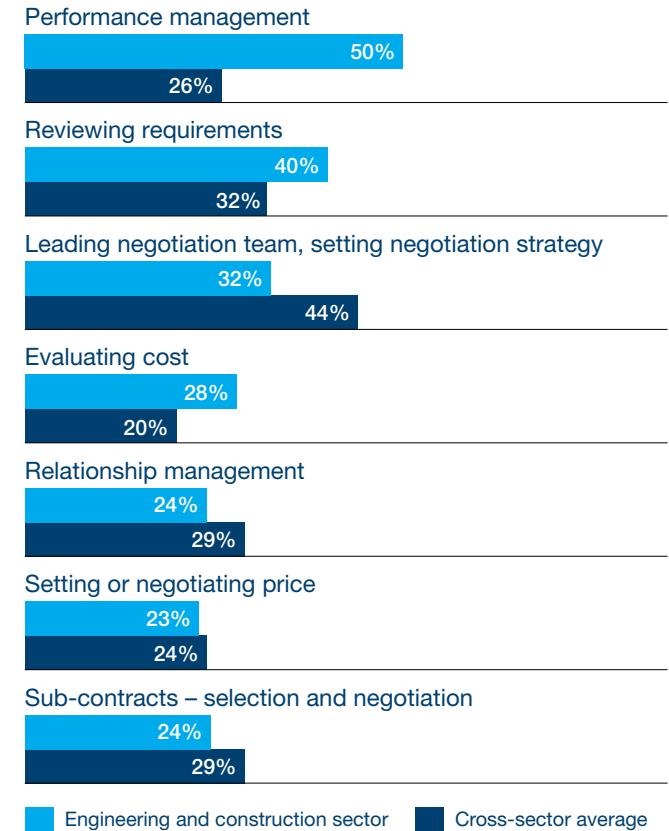 Performance management
50%
26%
Reviewing requirements
40%
32%
Leading negotiation team, setting negotiation strategy
32%
44%
Evaluating cost
28%
20%
Relationship management
24%
29%
Setting or negotiating price
23%
24%
Sub-contracts – selection and negotiation
24%
29%
Engineering and construction sector Cross-sector average